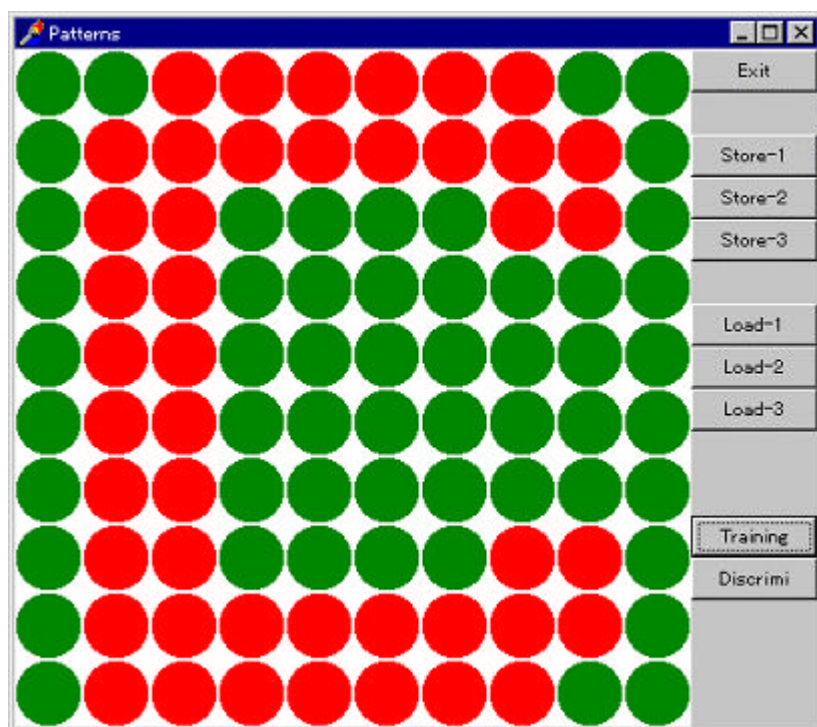 Patterns
Exit
Store-1
Store-2
Store-3
Load-1
Load-2
Load-3
Training
Discrimi